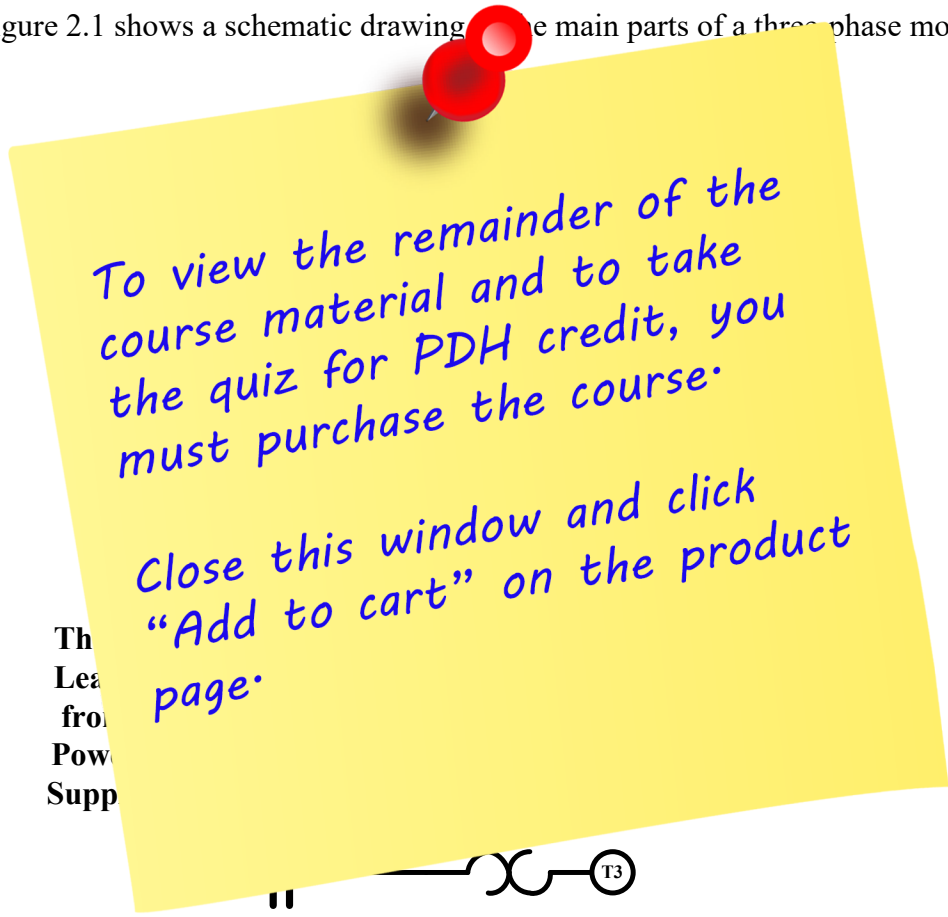 gure 2.1 shows a schematic drawing e main parts of a three-phase mo
To view the remainder of the
course material and to take
the quiz for PDH credit, you
must purchase the course.
Close this window and click
“Add to cart” on the product
page.
Th
Lea
from
Pow
Supp
T3